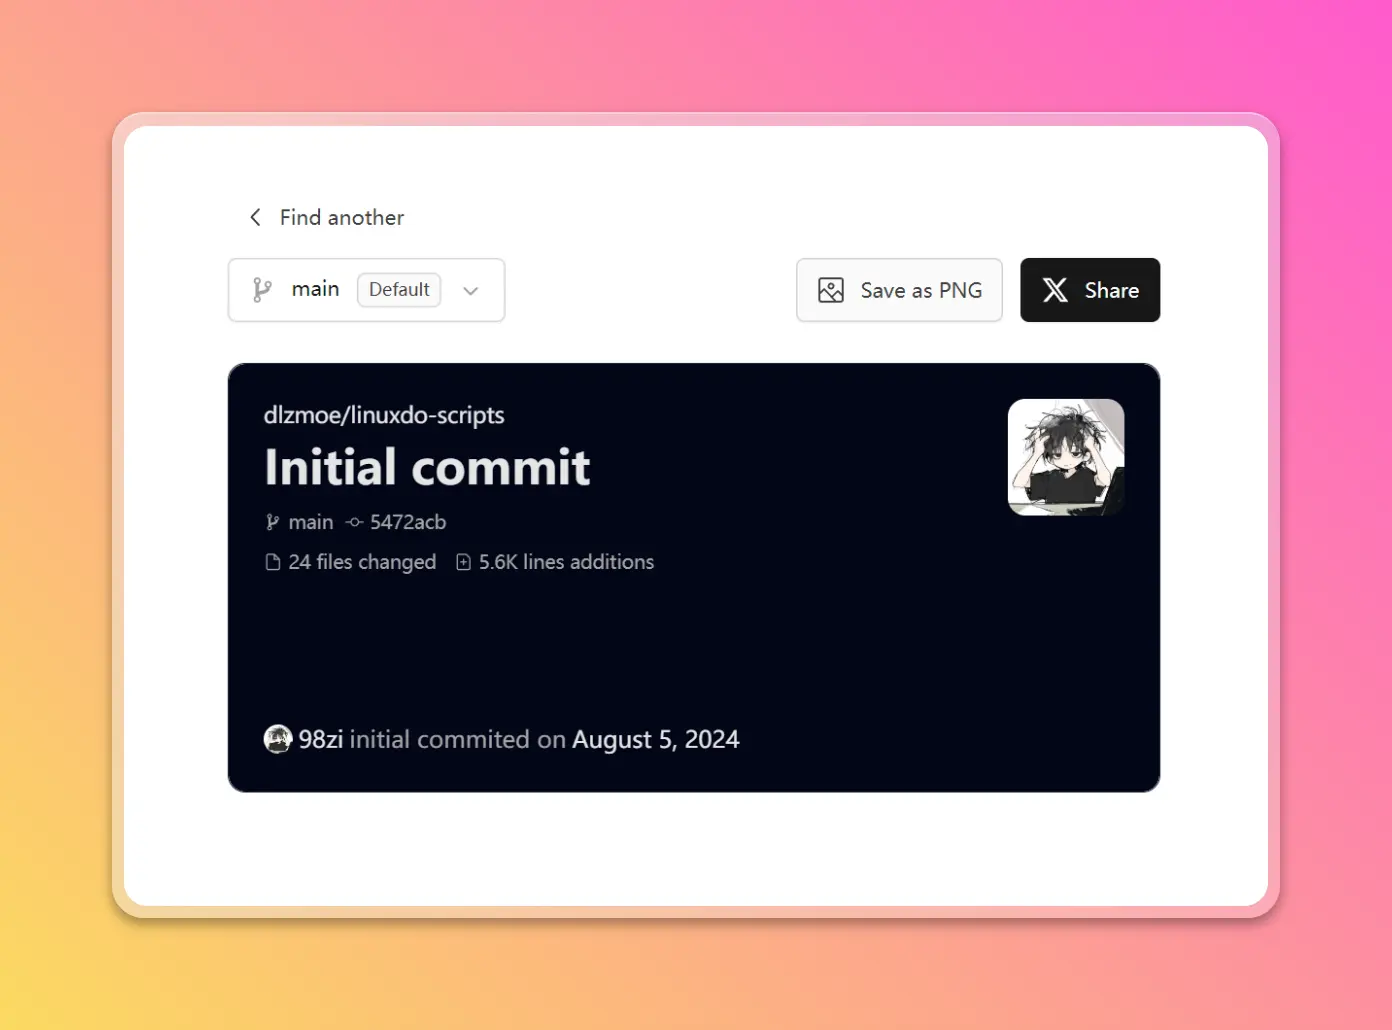 Find another
main Default
Save as PNG
Share
dlzmoe/linuxdo-scripts
Initial commit
main 5472acb
24 files changed 5.6K lines additions
98zi initial commited on August 5, 2024